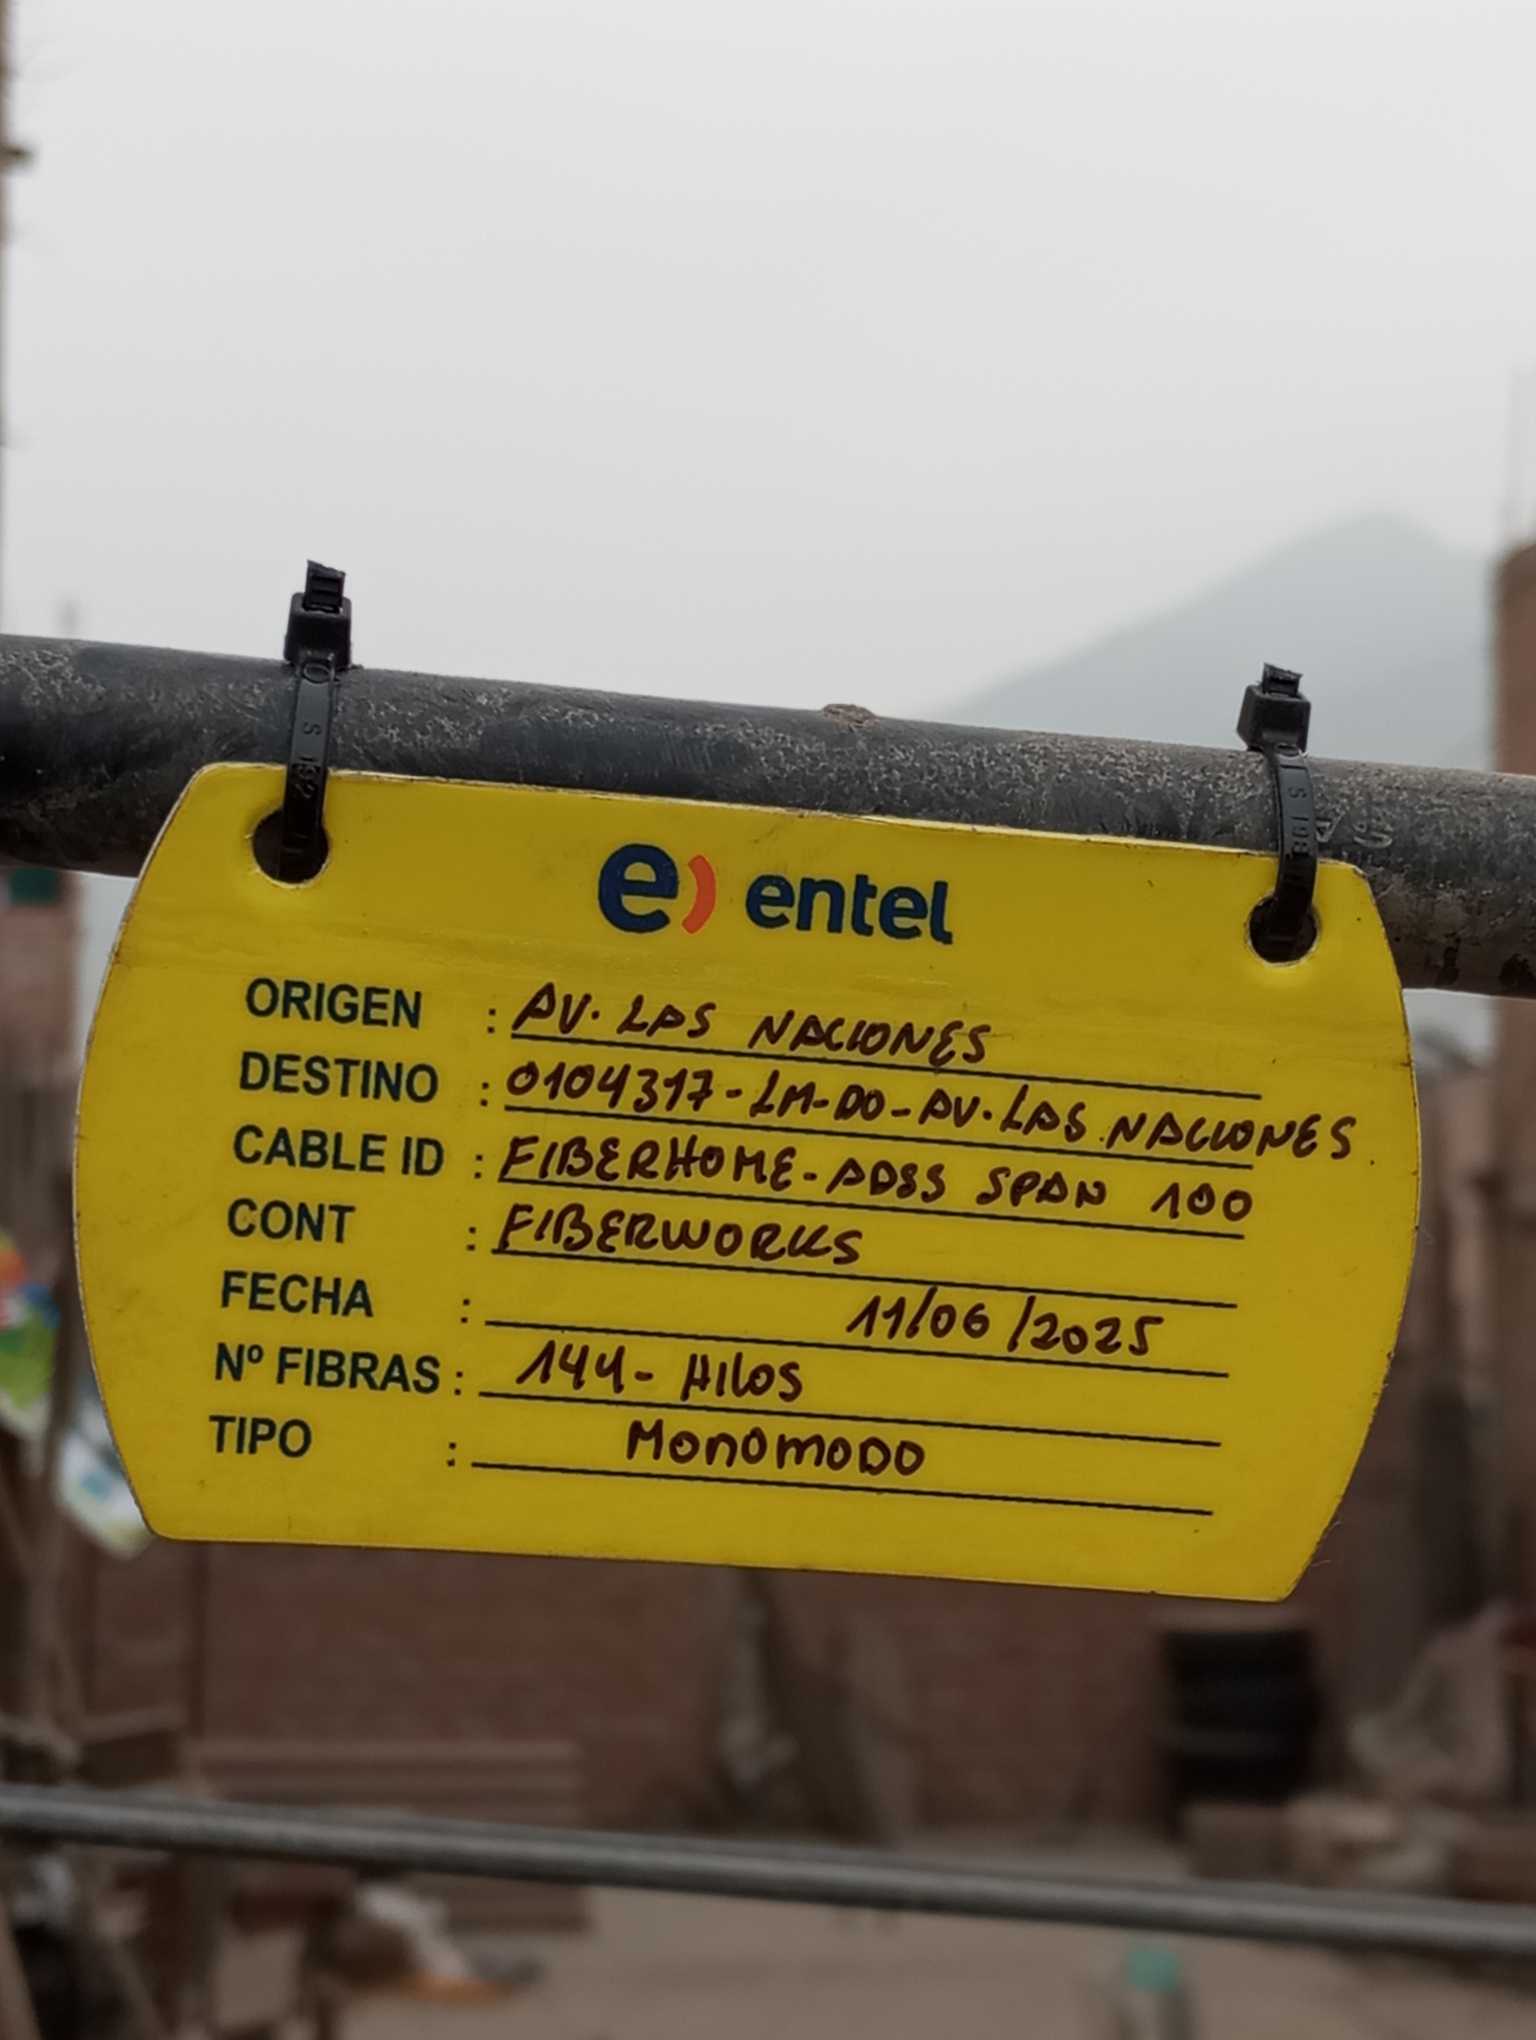 e) entel
ORIGEN : AV. LAS NACIONES
DESTINO : 0104317-LM-DO-AV. LAS NACIONES
CABLE ID : FIBERHOME-ADSS SPAN 100
CONT : FIBERWORKS
FECHA : 11/06/2025
Nº FIBRAS : 144-HILOS
TIPO : MONOMODO